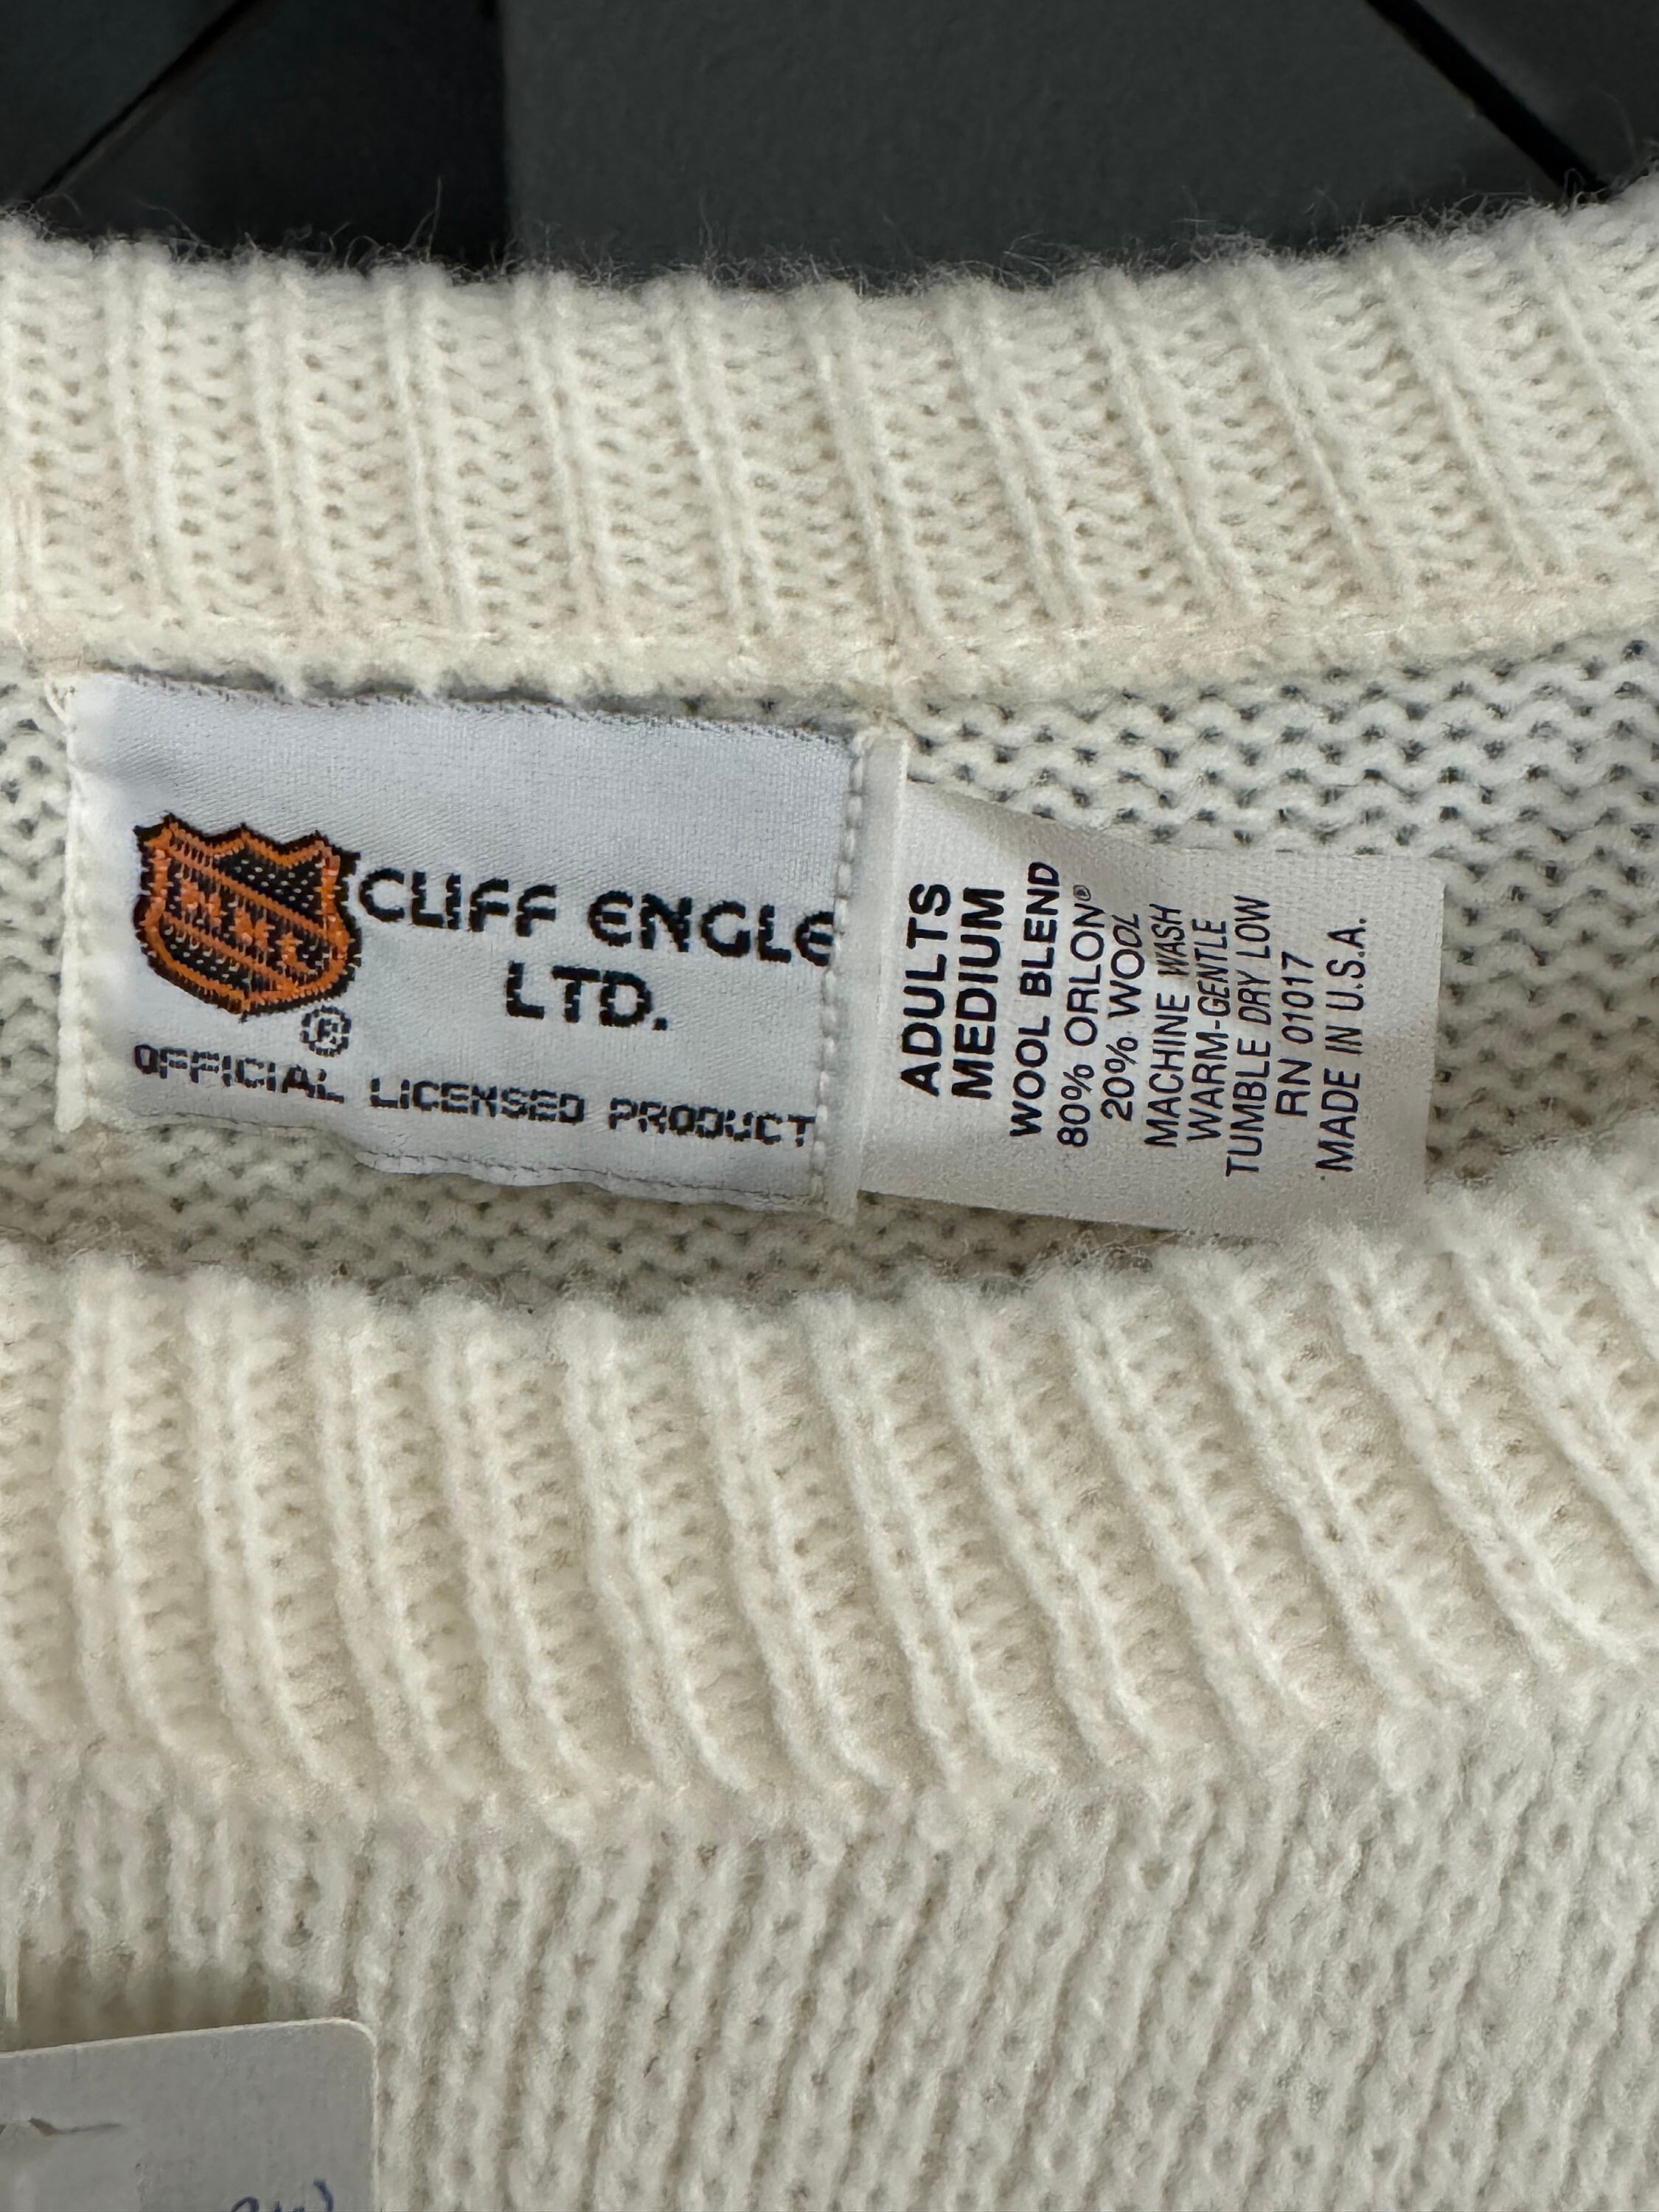 NHL
CLIFF ENGLE
LTD.
®
OFFICIAL LICENSED PRODUCT
ADULTS
MEDIUM
WOOL BLEND
80% ORLON®
20% WOOL
MACHINE WASH
WARM-GENTLE
TUMBLE DRY LOW
RN 01017
MADE IN U.S.A.